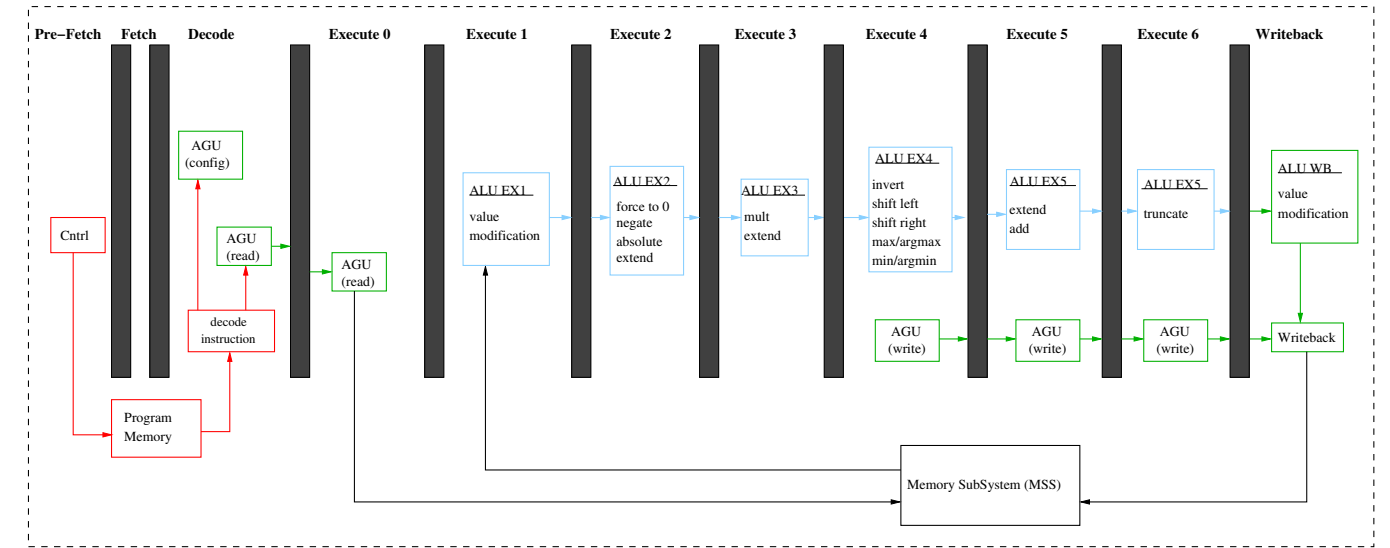 Pre−Fetch
Fetch
Decode
Execute 0
Execute 1
Execute 2
Execute 3
Execute 4
Execute 5
Execute 6
Writeback
Cntrl
Program
Memory
AGU
(config)
AGU
(read)
decode
instruction
AGU
(read)
ALU EX1
value
modification
ALU EX2
force to 0
negate
absolute
extend
ALU EX3
mult
extend
ALU EX4
invert
shift left
shift right
max/argmax
min/argmin
AGU
(write)
ALU EX5
extend
add
AGU
(write)
ALU EX5
truncate
AGU
(write)
ALU WB
value
modification
Writeback
Memory SubSystem (MSS)